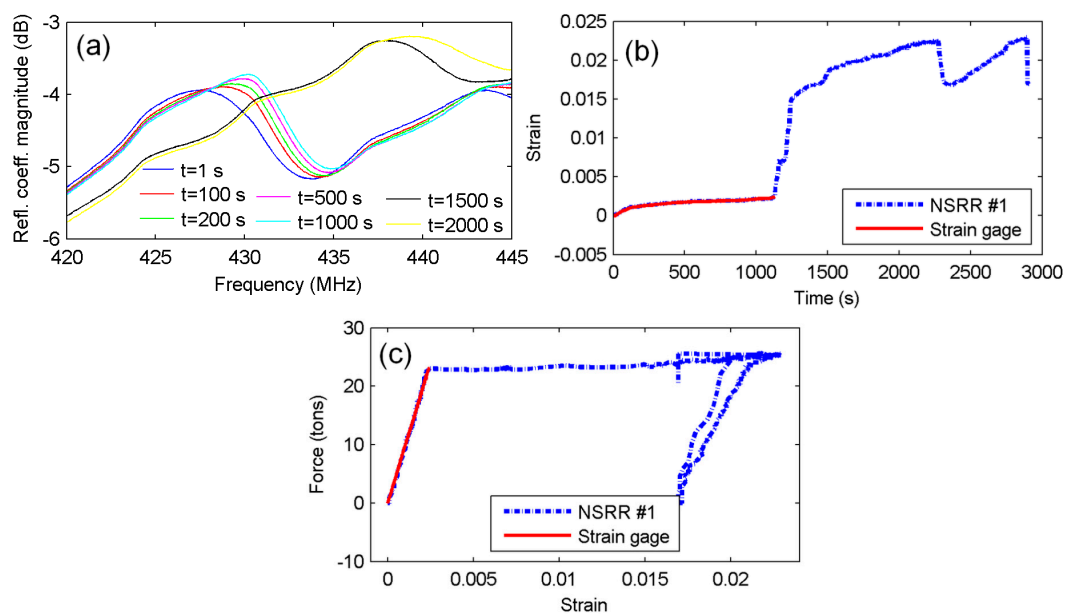 (a)
Refl. coeff. magnitude (dB)
-3
-4
-5
-6
t=1 s
t=100 s
t=200 s
t=500 s
t=1000 s
t=1500 s
t=2000 s
420 425 430 435 440 445
Frequency (MHz)
(b)
Strain
0.025
0.02
0.015
0.01
0.005
0
-0.005
NSRR #1
Strain gage
0 500 1000 1500 2000 2500 3000
Time (s)
(c)
Force (tons)
30
20
10
0
-10
NSRR #1
Strain gage
0 0.005 0.01 0.015 0.02
Strain